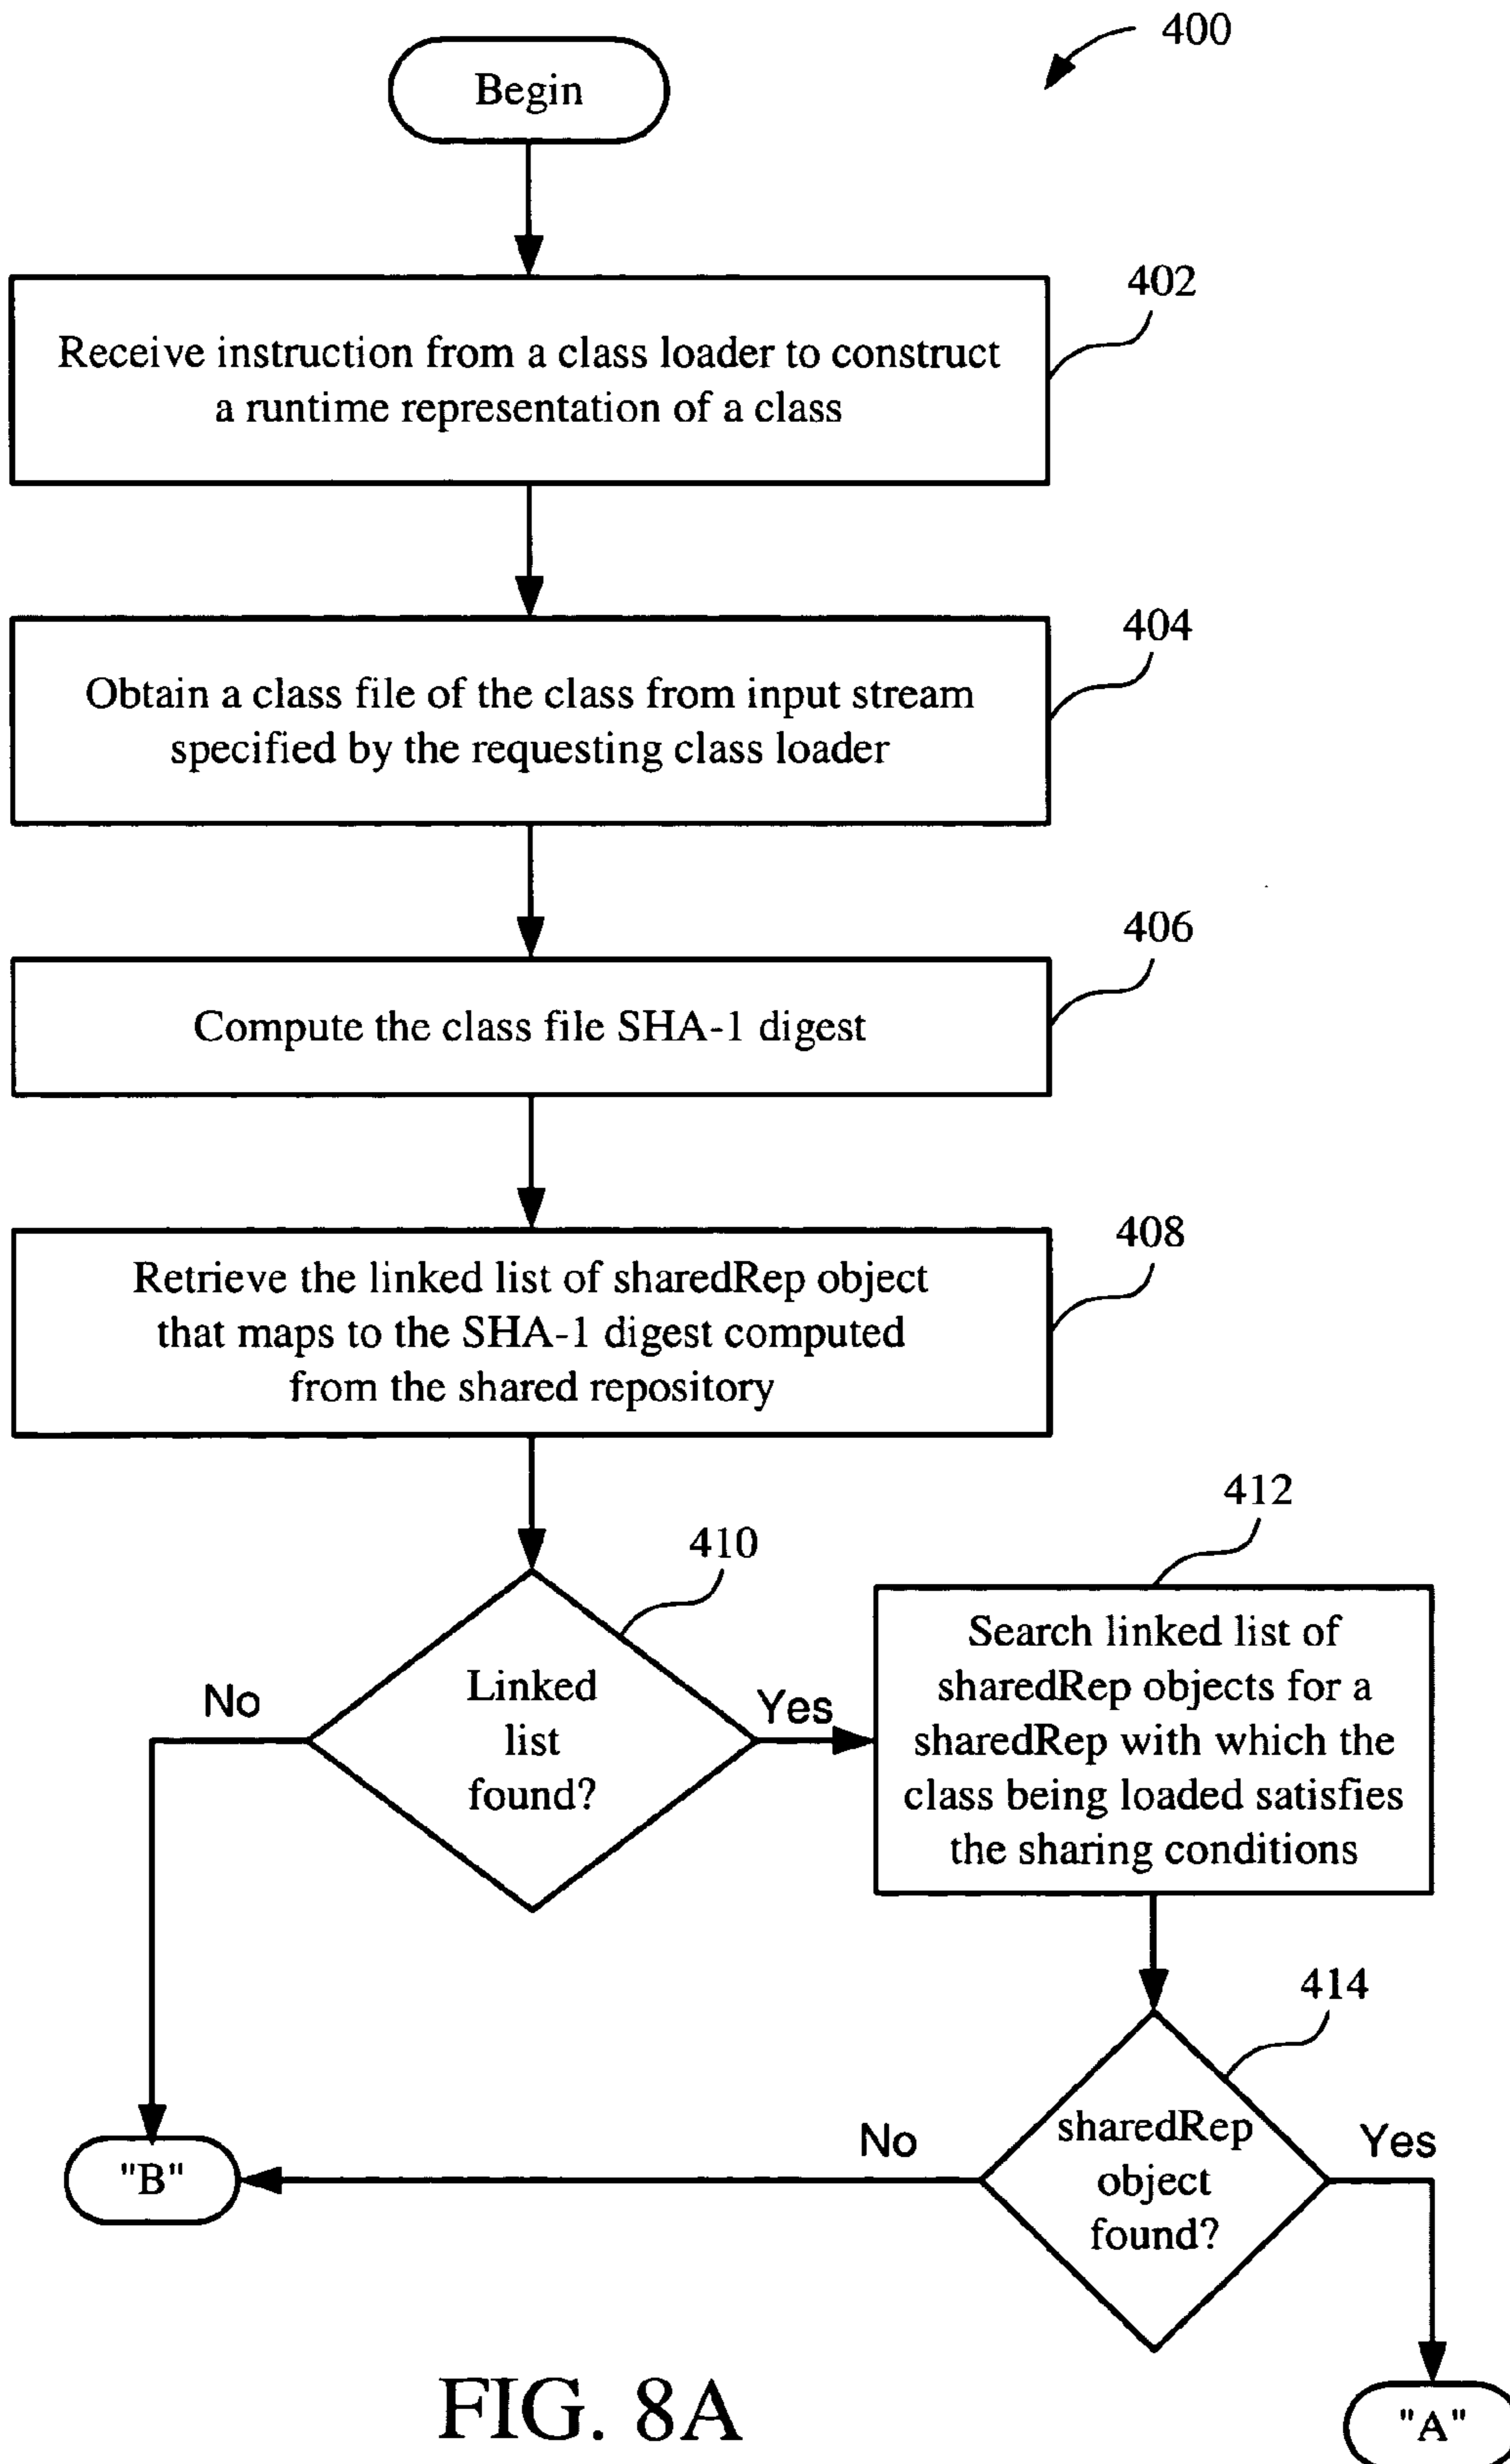 400
Begin
402
Receive instruction from a class loader to construct
a runtime representation of a class
404
Obtain a class file of the class from input stream
specified by the requesting class loader
406
Compute the class file SHA-1 digest
408
Retrieve the linked list of sharedRep object
that maps to the SHA-1 digest computed
from the shared repository
410
Linked
list
found?
No
Yes
412
Search linked list of
sharedRep objects for a
sharedRep with which the
class being loaded satisfies
the sharing conditions
414
sharedRep
object
found?
No
Yes
"B"
"A"
FIG. 8A